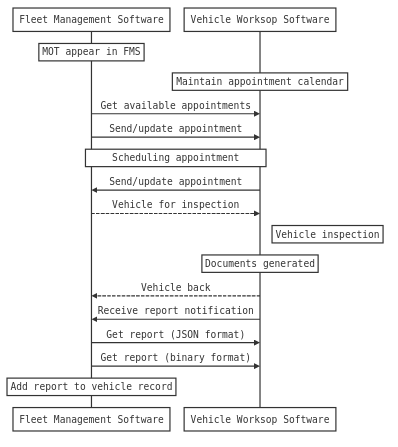 Fleet Management Software
Vehicle Worksop Software
MOT appear in FMS
Maintain appointment calendar
Get available appointments
Send/update appointment
Scheduling appointment
Send/update appointment
Vehicle for inspection
Vehicle inspection
Documents generated
Vehicle back
Receive report notification
Get report (JSON format)
Get report (binary format)
Add report to vehicle record
Fleet Management Software
Vehicle Worksop Software